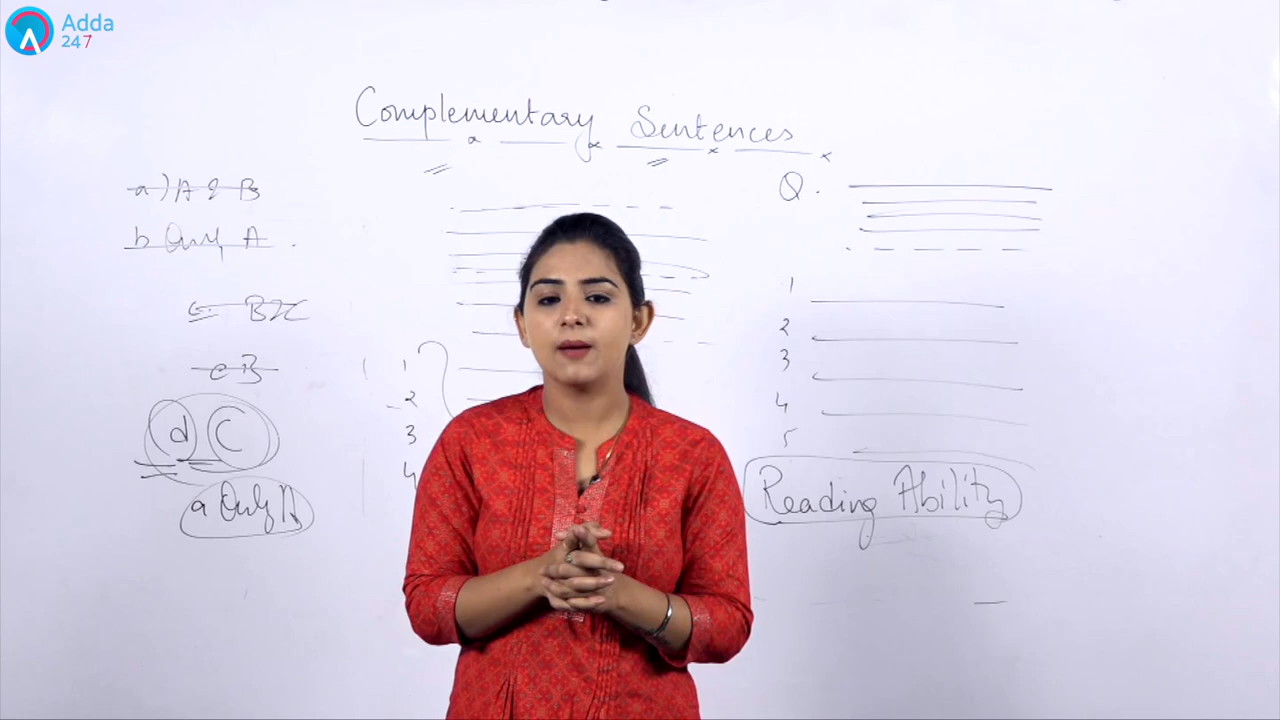 Adda
247
Complementary Sentences
a) A & B
b Only A
Q.
1
2
3
4
5
B
d C
a Only A
1
2
3
4
Reading Ability